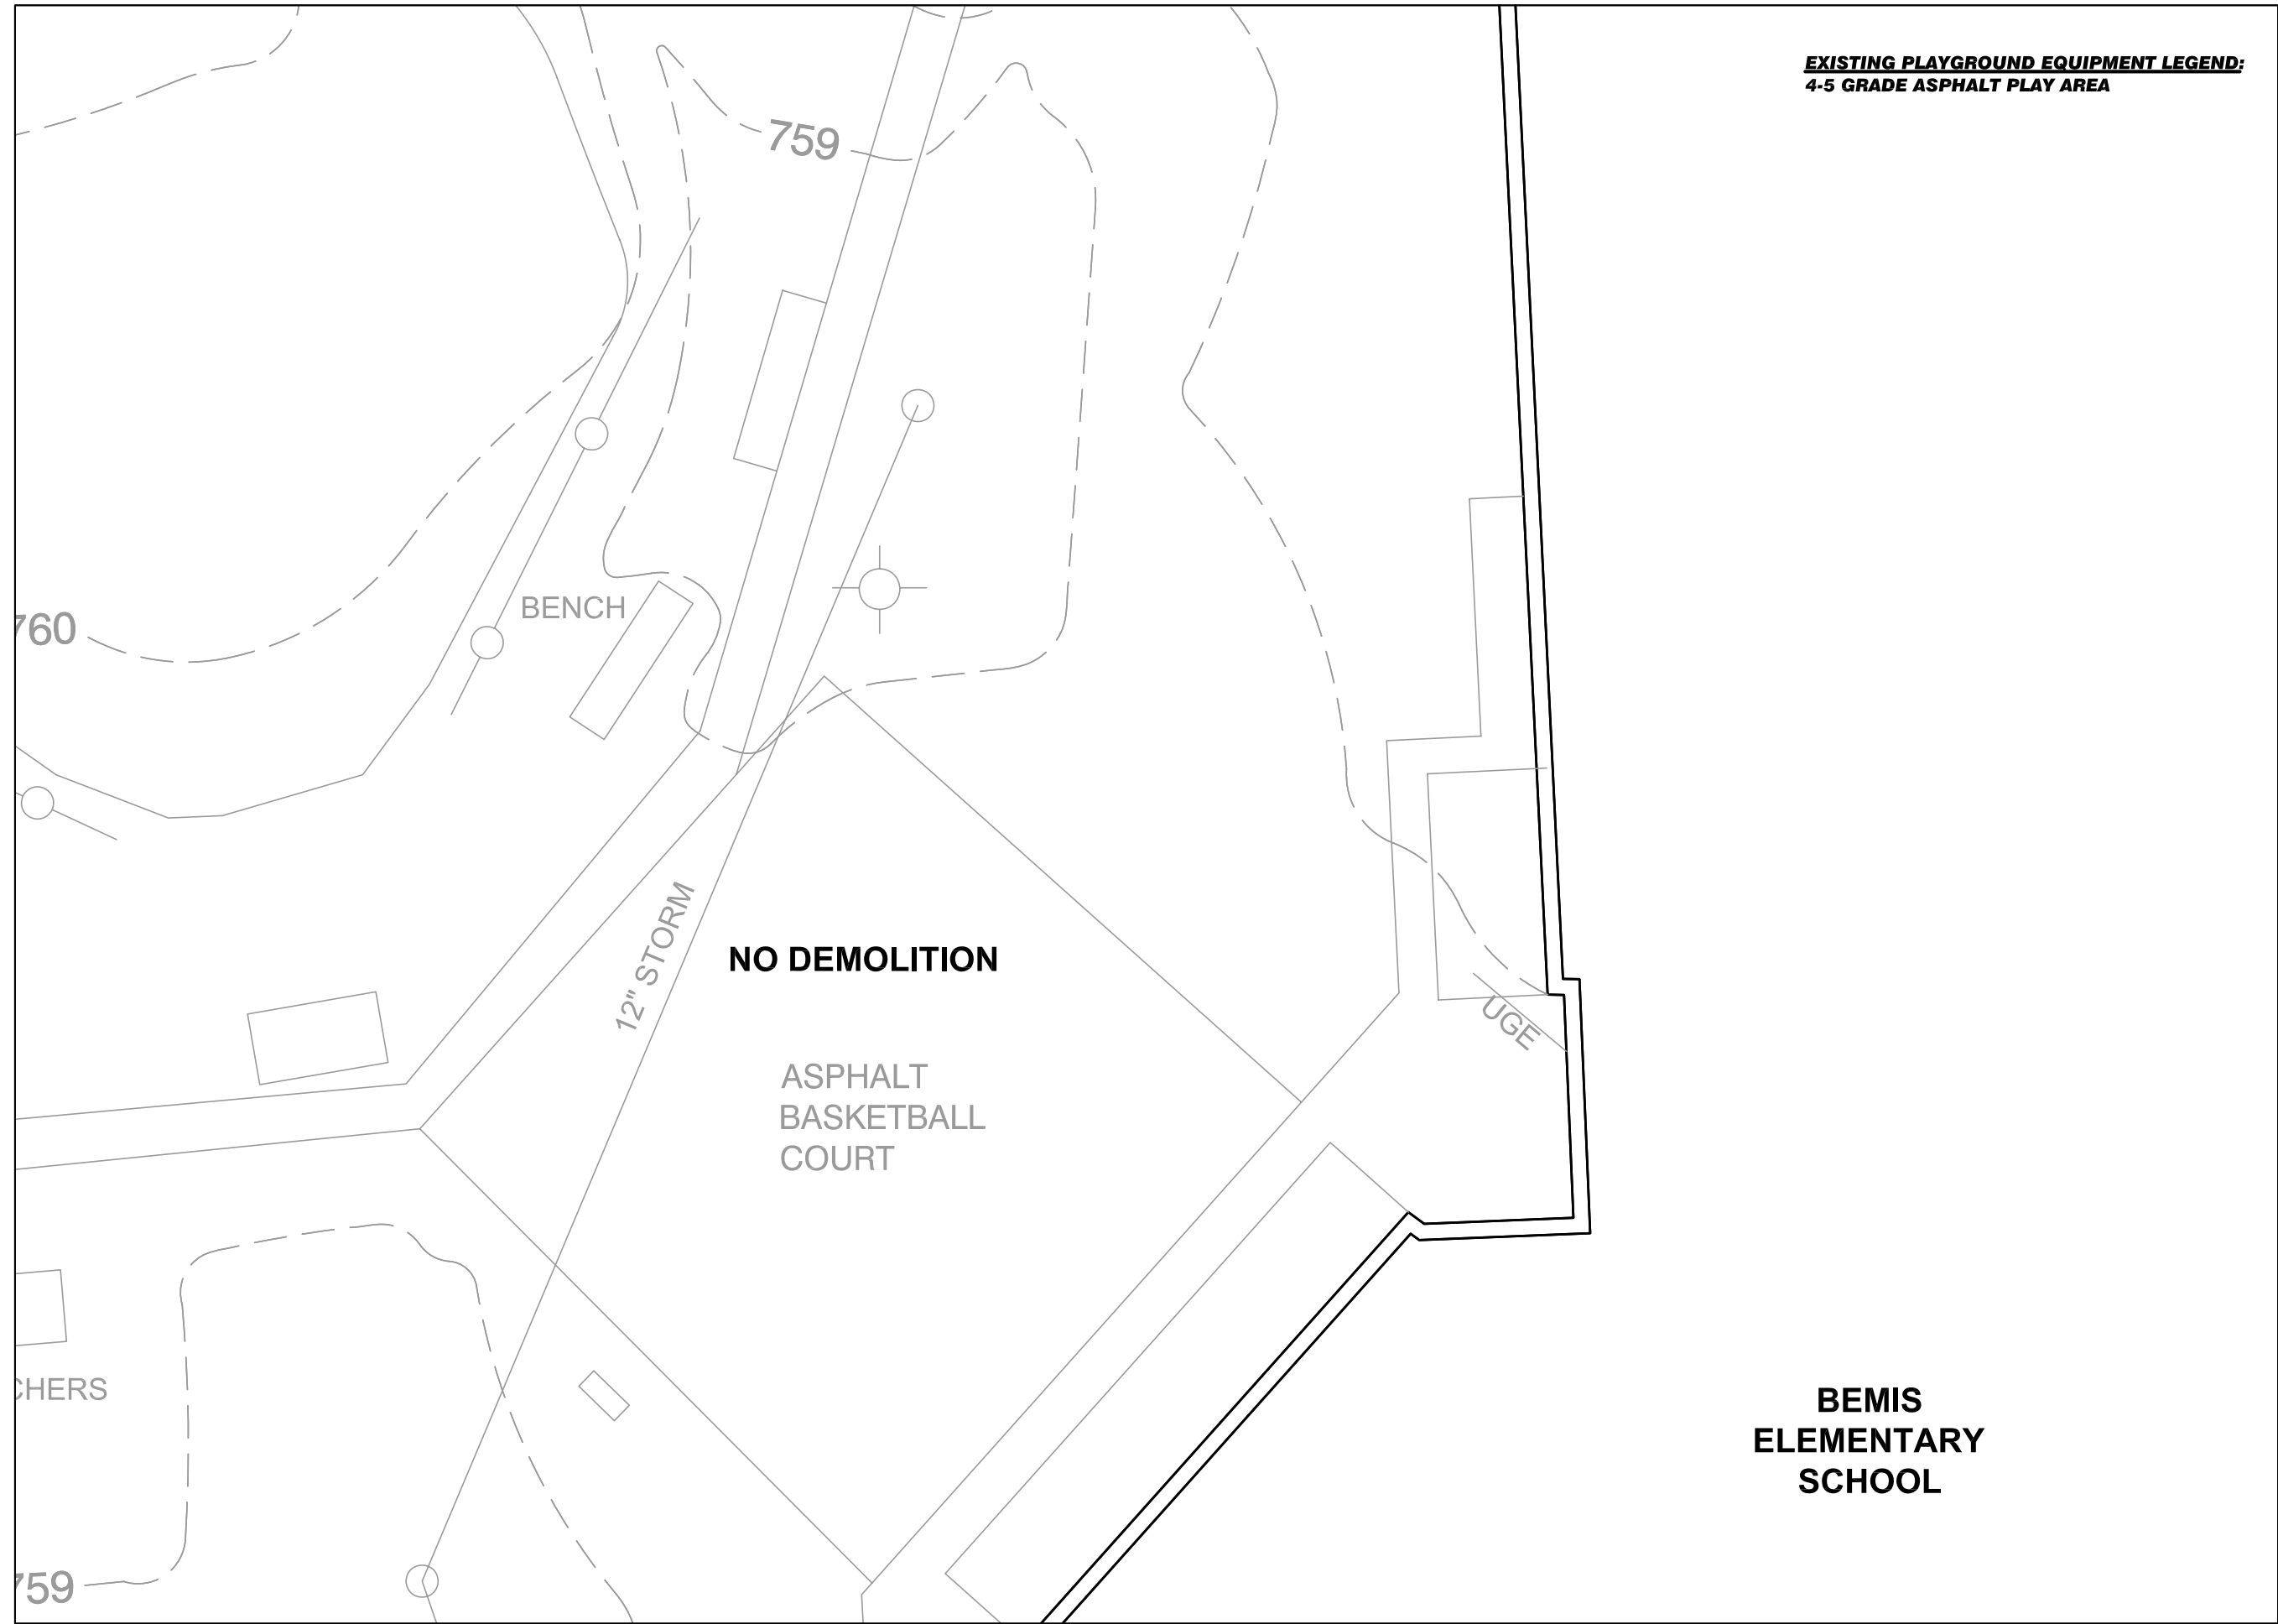 EXISTING PLAYGROUND EQUIPMENT LEGEND:
4-5 GRADE ASPHALT PLAY AREA
759
BENCH
760
12" STORM
NO DEMOLITION
UGE
ASPHALT
BASKETBALL
COURT
CHERS
BEMIS
ELEMENTARY
SCHOOL
759